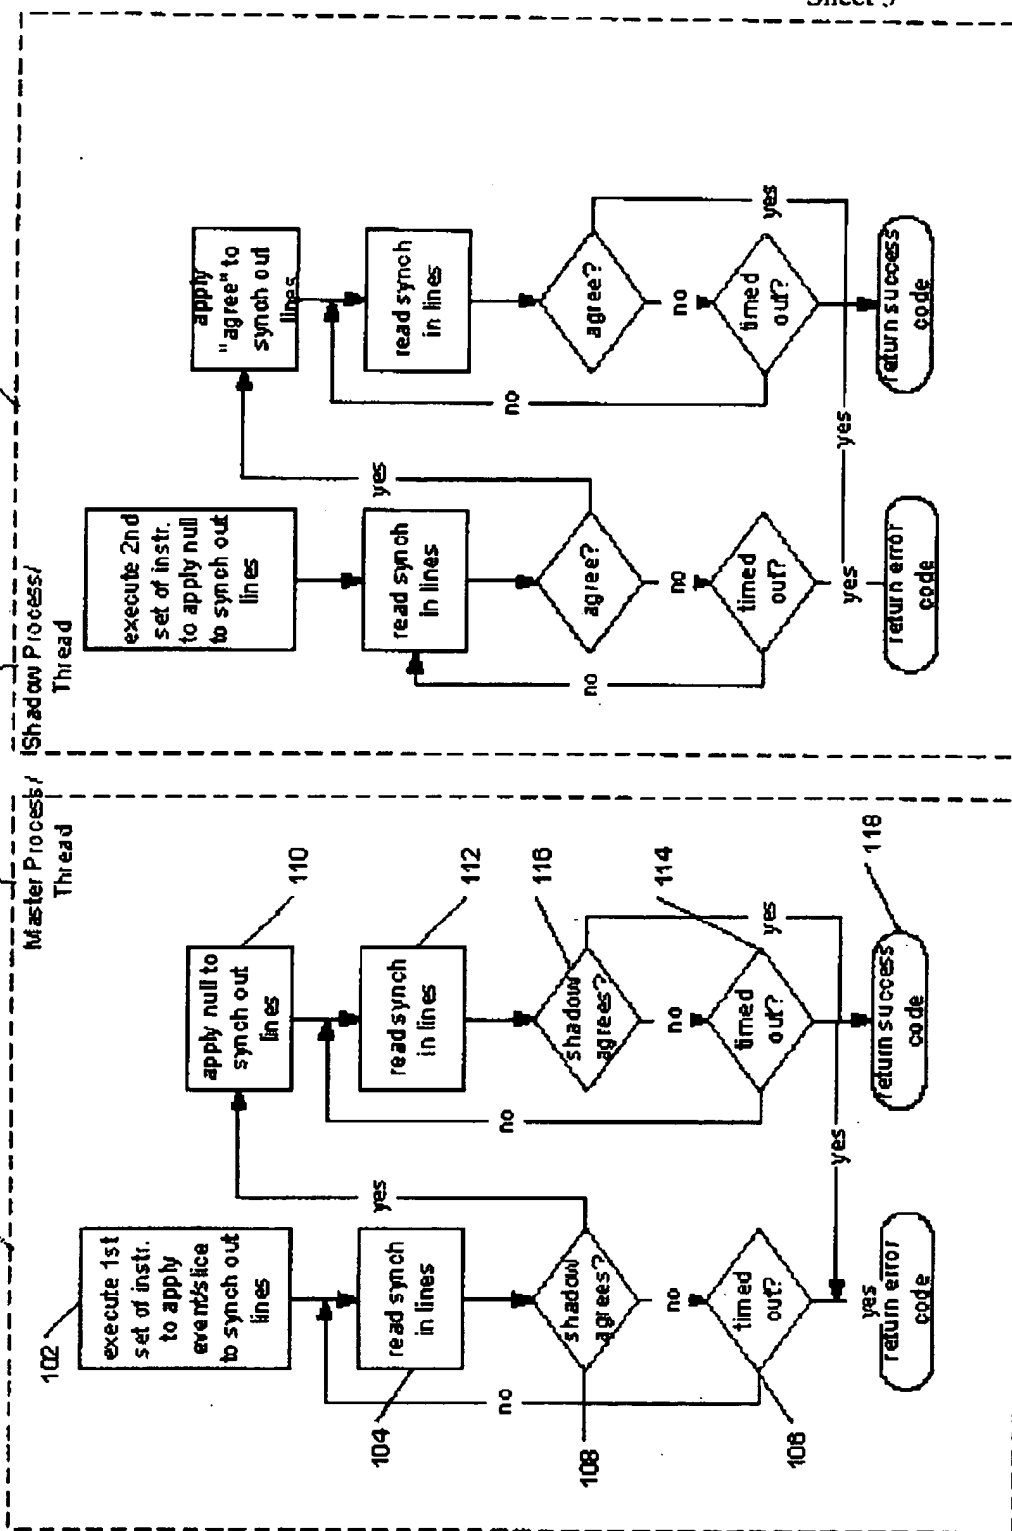 Sheet 9
Master Process/
Thread
102
execute 1st
set of instr.
to apply
event/slice
to synch out
lines
read synch
in lines
104
shadow
agrees?
108
yes
no
timed
out?
106
no
yes
return error
code
apply null to
synch out
lines
110
read synch
in lines
112
shadow
agrees?
116
yes
no
timed
out?
114
no
yes
return success
code
118
Shadow Process/
Thread
execute 2nd
set of instr.
to apply null
to synch out
lines
read synch
in lines
agree?
yes
no
timed
out?
no
yes
return error
code
apply
"agree" to
synch out
lines
read synch
in lines
agree?
yes
no
timed
out?
no
yes
return success
code